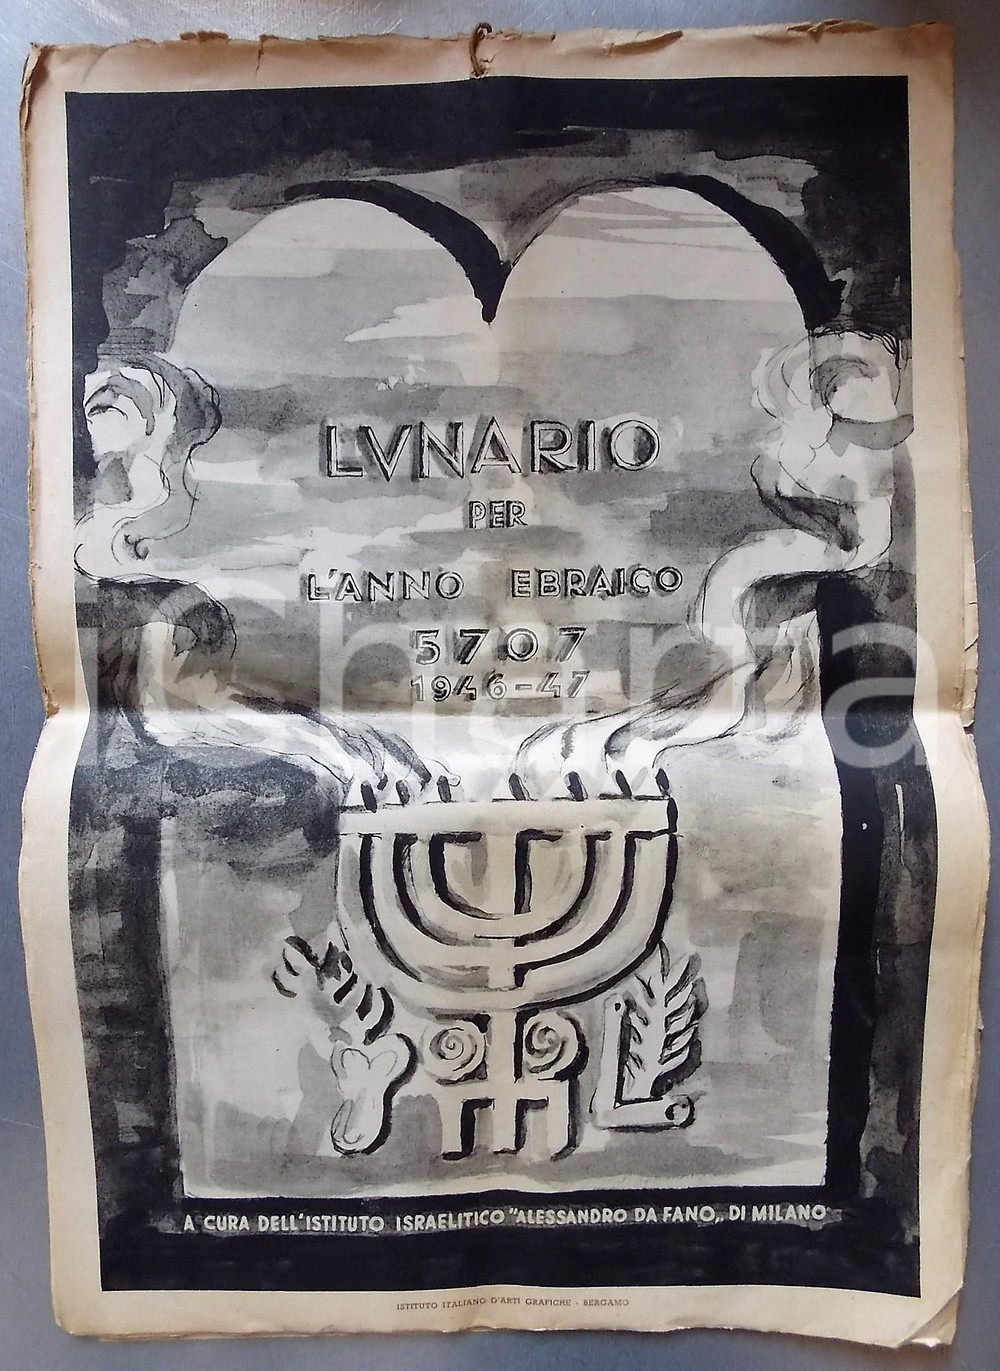 LVNARIO
PER
L'ANNO EBRAICO
5707
1946-47
A CURA DELL'ISTITUTO ISRAELITICO "ALESSANDRO DA FANO„ DI MILANO
ISTITUTO ITALIANO D'ARTI GRAFICHE - BERGAMO